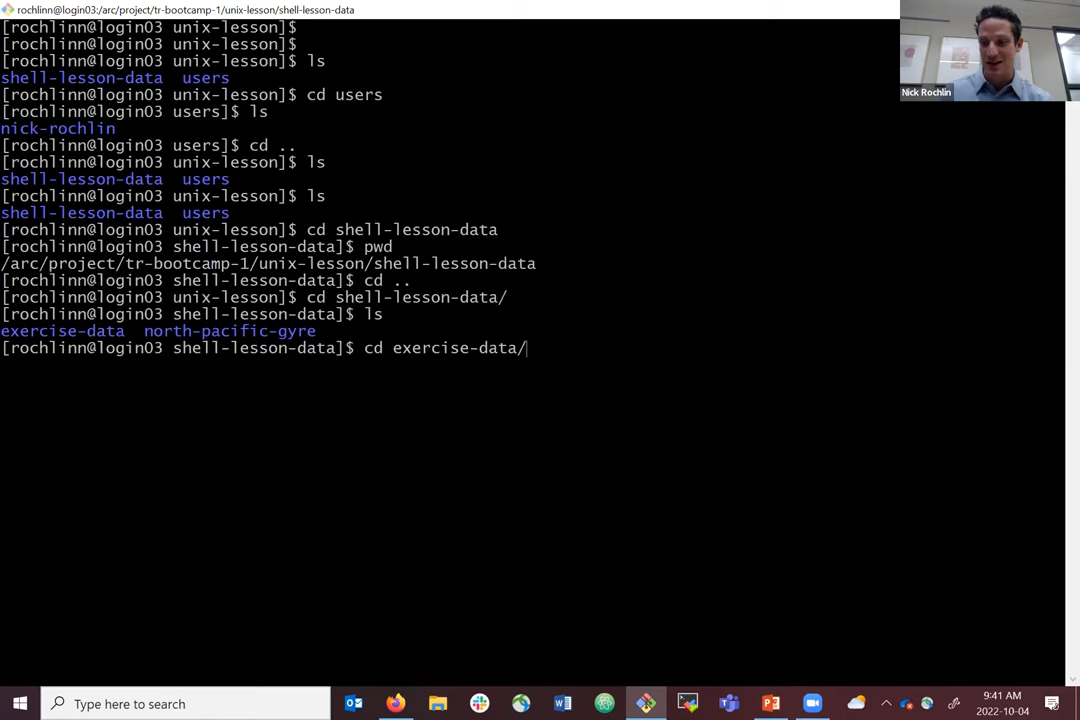 rochlinn@login03:/arc/project/tr-bootcamp-1/unix-lesson/shell-lesson-data
[rochlinn@login03 unix-lesson]$
[rochlinn@login03 unix-lesson]$
[rochlinn@login03 unix-lesson]$ ls
shell-lesson-data  users
[rochlinn@login03 unix-lesson]$ cd users
[rochlinn@login03 users]$ ls
nick-rochlin
[rochlinn@login03 users]$ cd ..
[rochlinn@login03 unix-lesson]$ ls
shell-lesson-data  users
[rochlinn@login03 unix-lesson]$ ls
shell-lesson-data  users
[rochlinn@login03 unix-lesson]$ cd shell-lesson-data
[rochlinn@login03 shell-lesson-data]$ pwd
/arc/project/tr-bootcamp-1/unix-lesson/shell-lesson-data
[rochlinn@login03 shell-lesson-data]$ cd ..
[rochlinn@login03 unix-lesson]$ cd shell-lesson-data/
[rochlinn@login03 shell-lesson-data]$ ls
exercise-data  north-pacific-gyre
[rochlinn@login03 shell-lesson-data]$ cd exercise-data/
Nick Rochlin
Type here to search
9:41 AM
2022-10-04